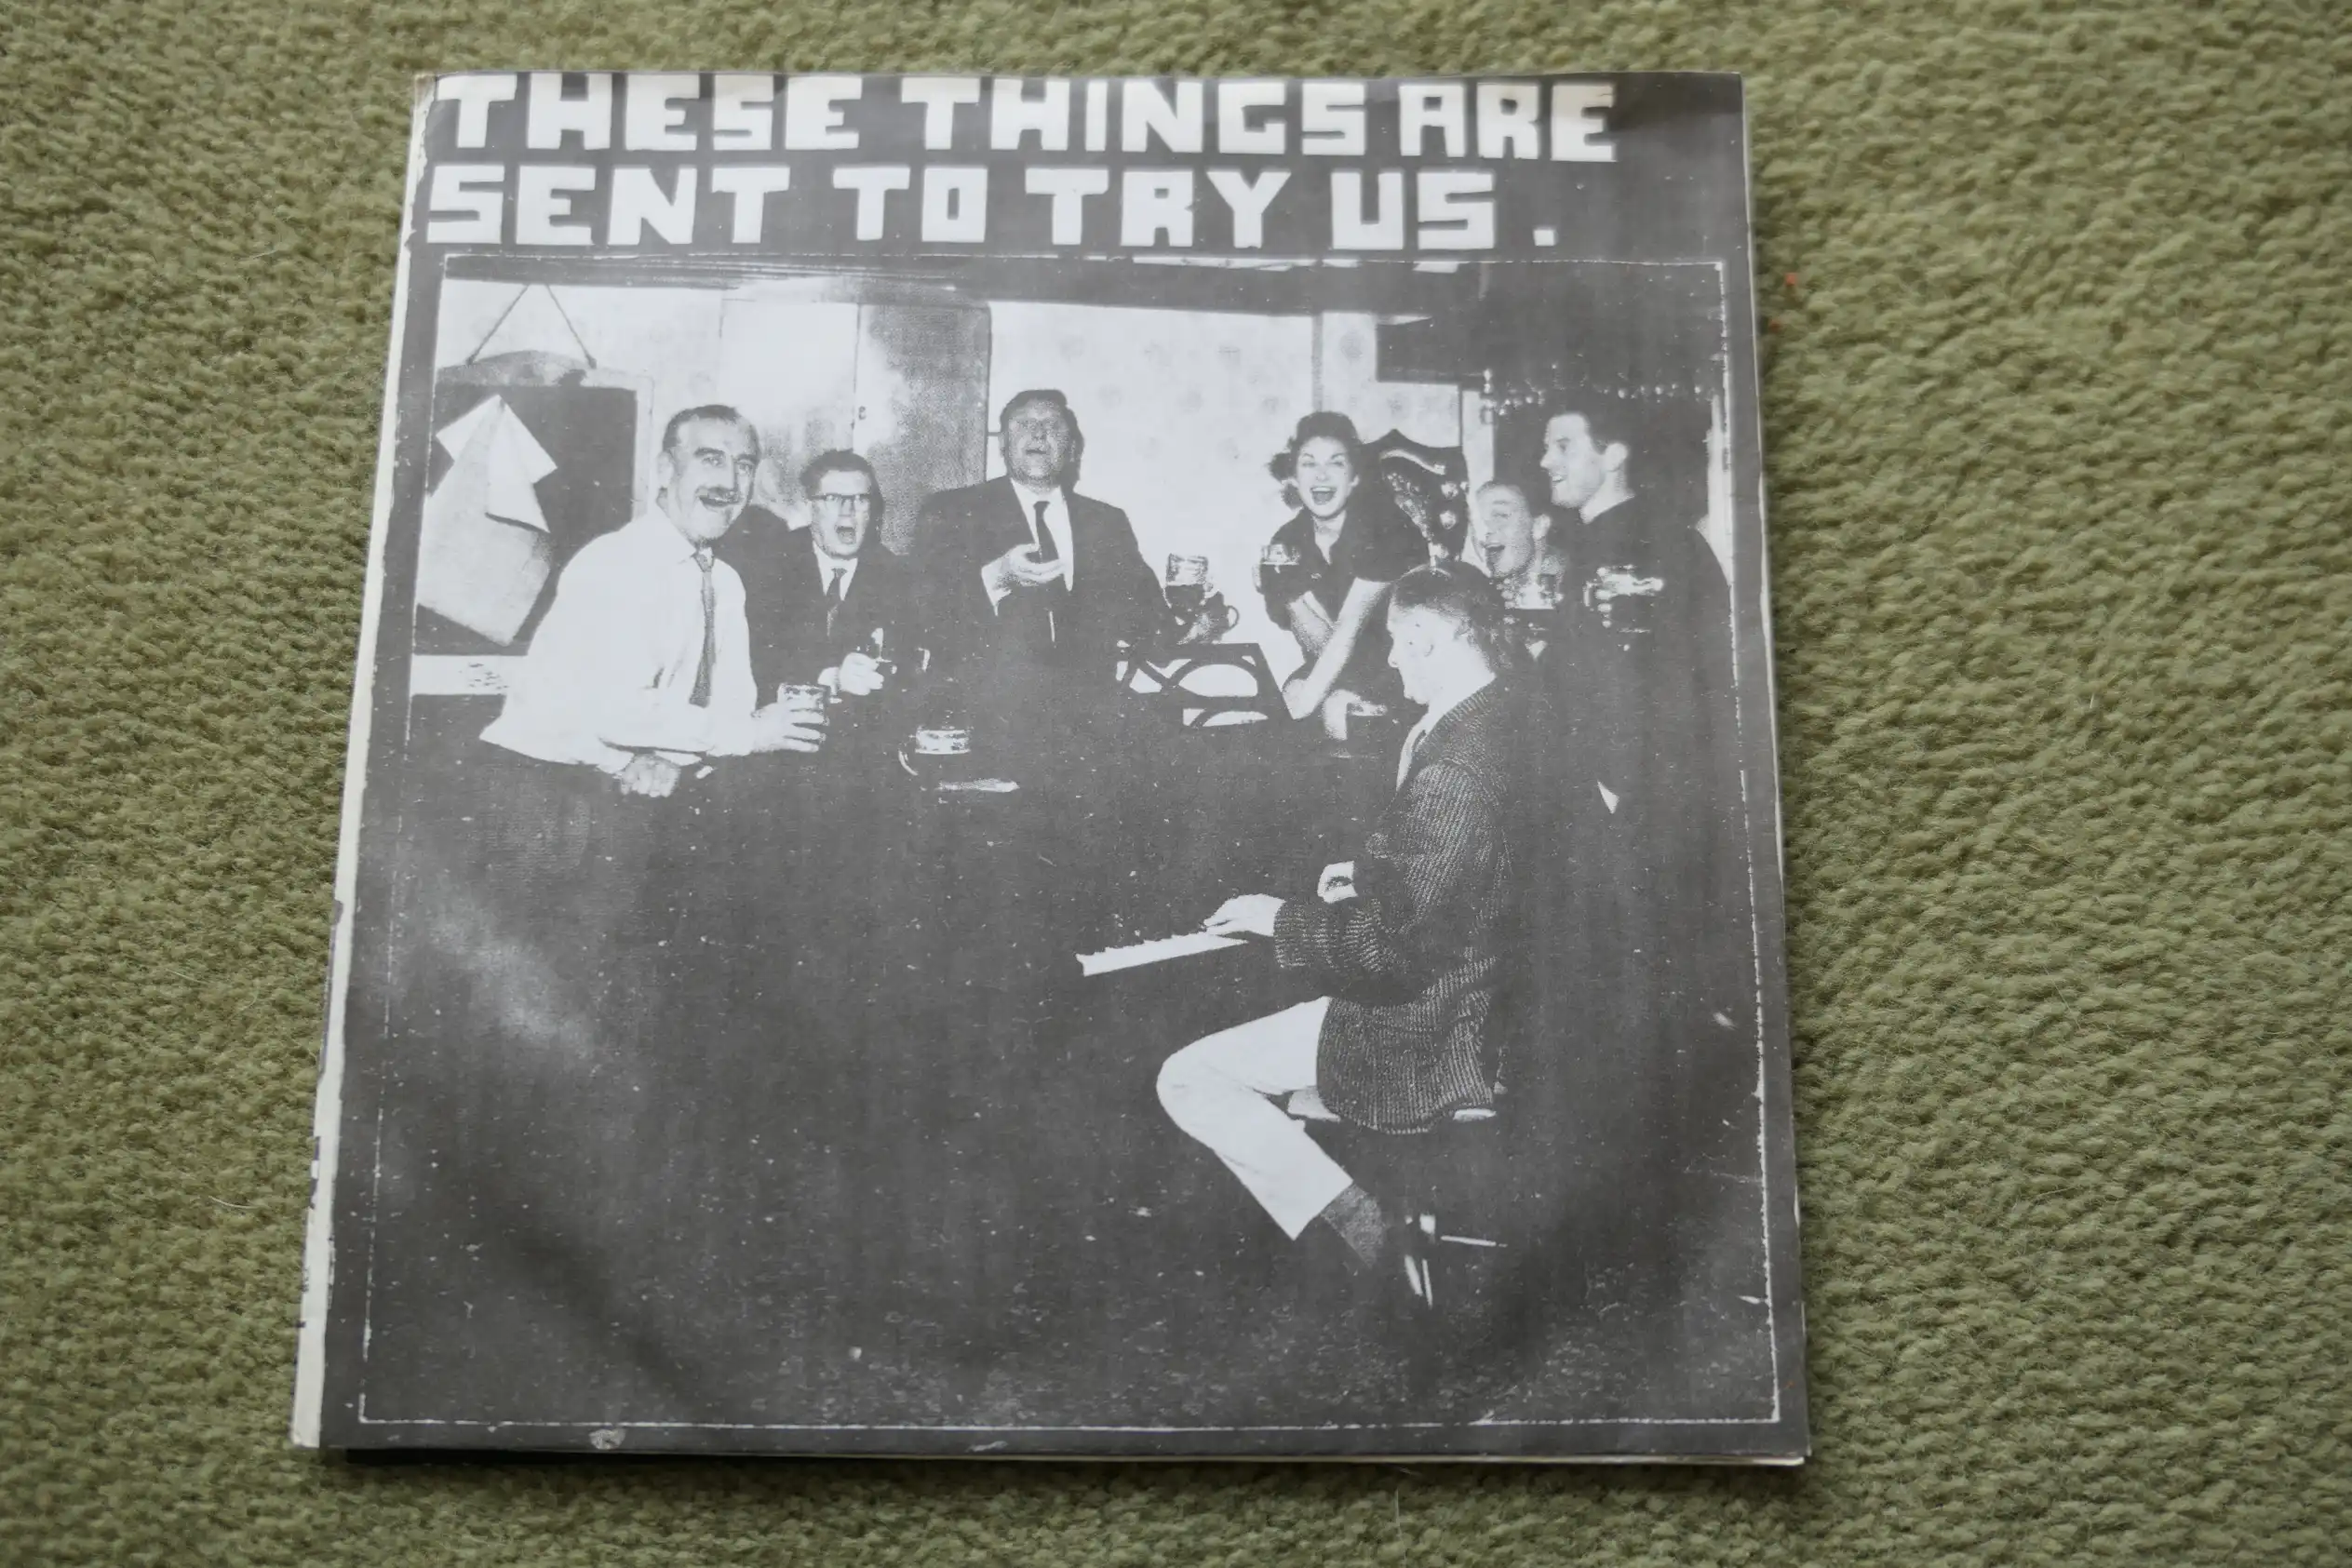 THESE THINGS ARE
SENT TO TRY US.